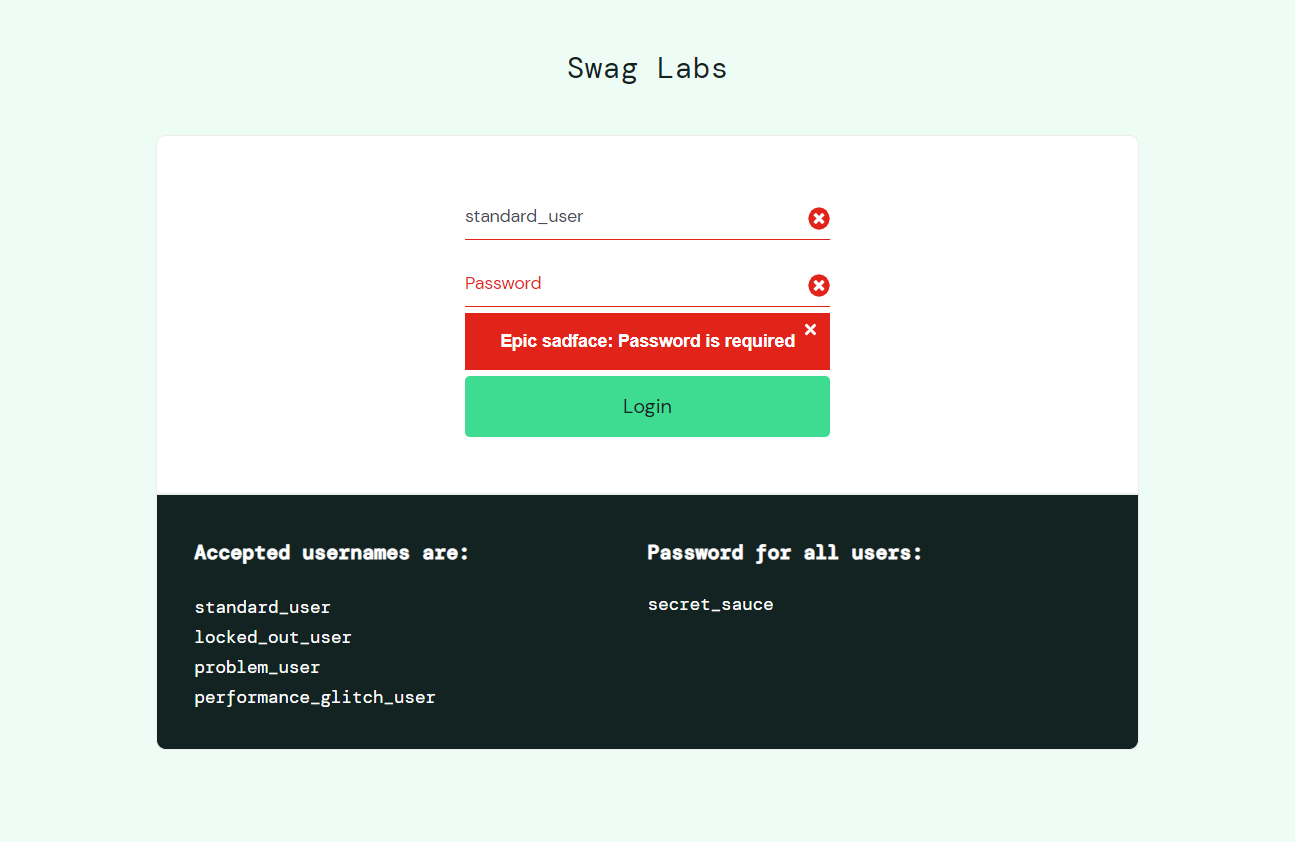 Swag Labs
standard_user
Password
Epic sadface: Password is required
Login
Accepted usernames are:
standard_user
locked_out_user
problem_user
performance_glitch_user
Password for all users:
secret_sauce